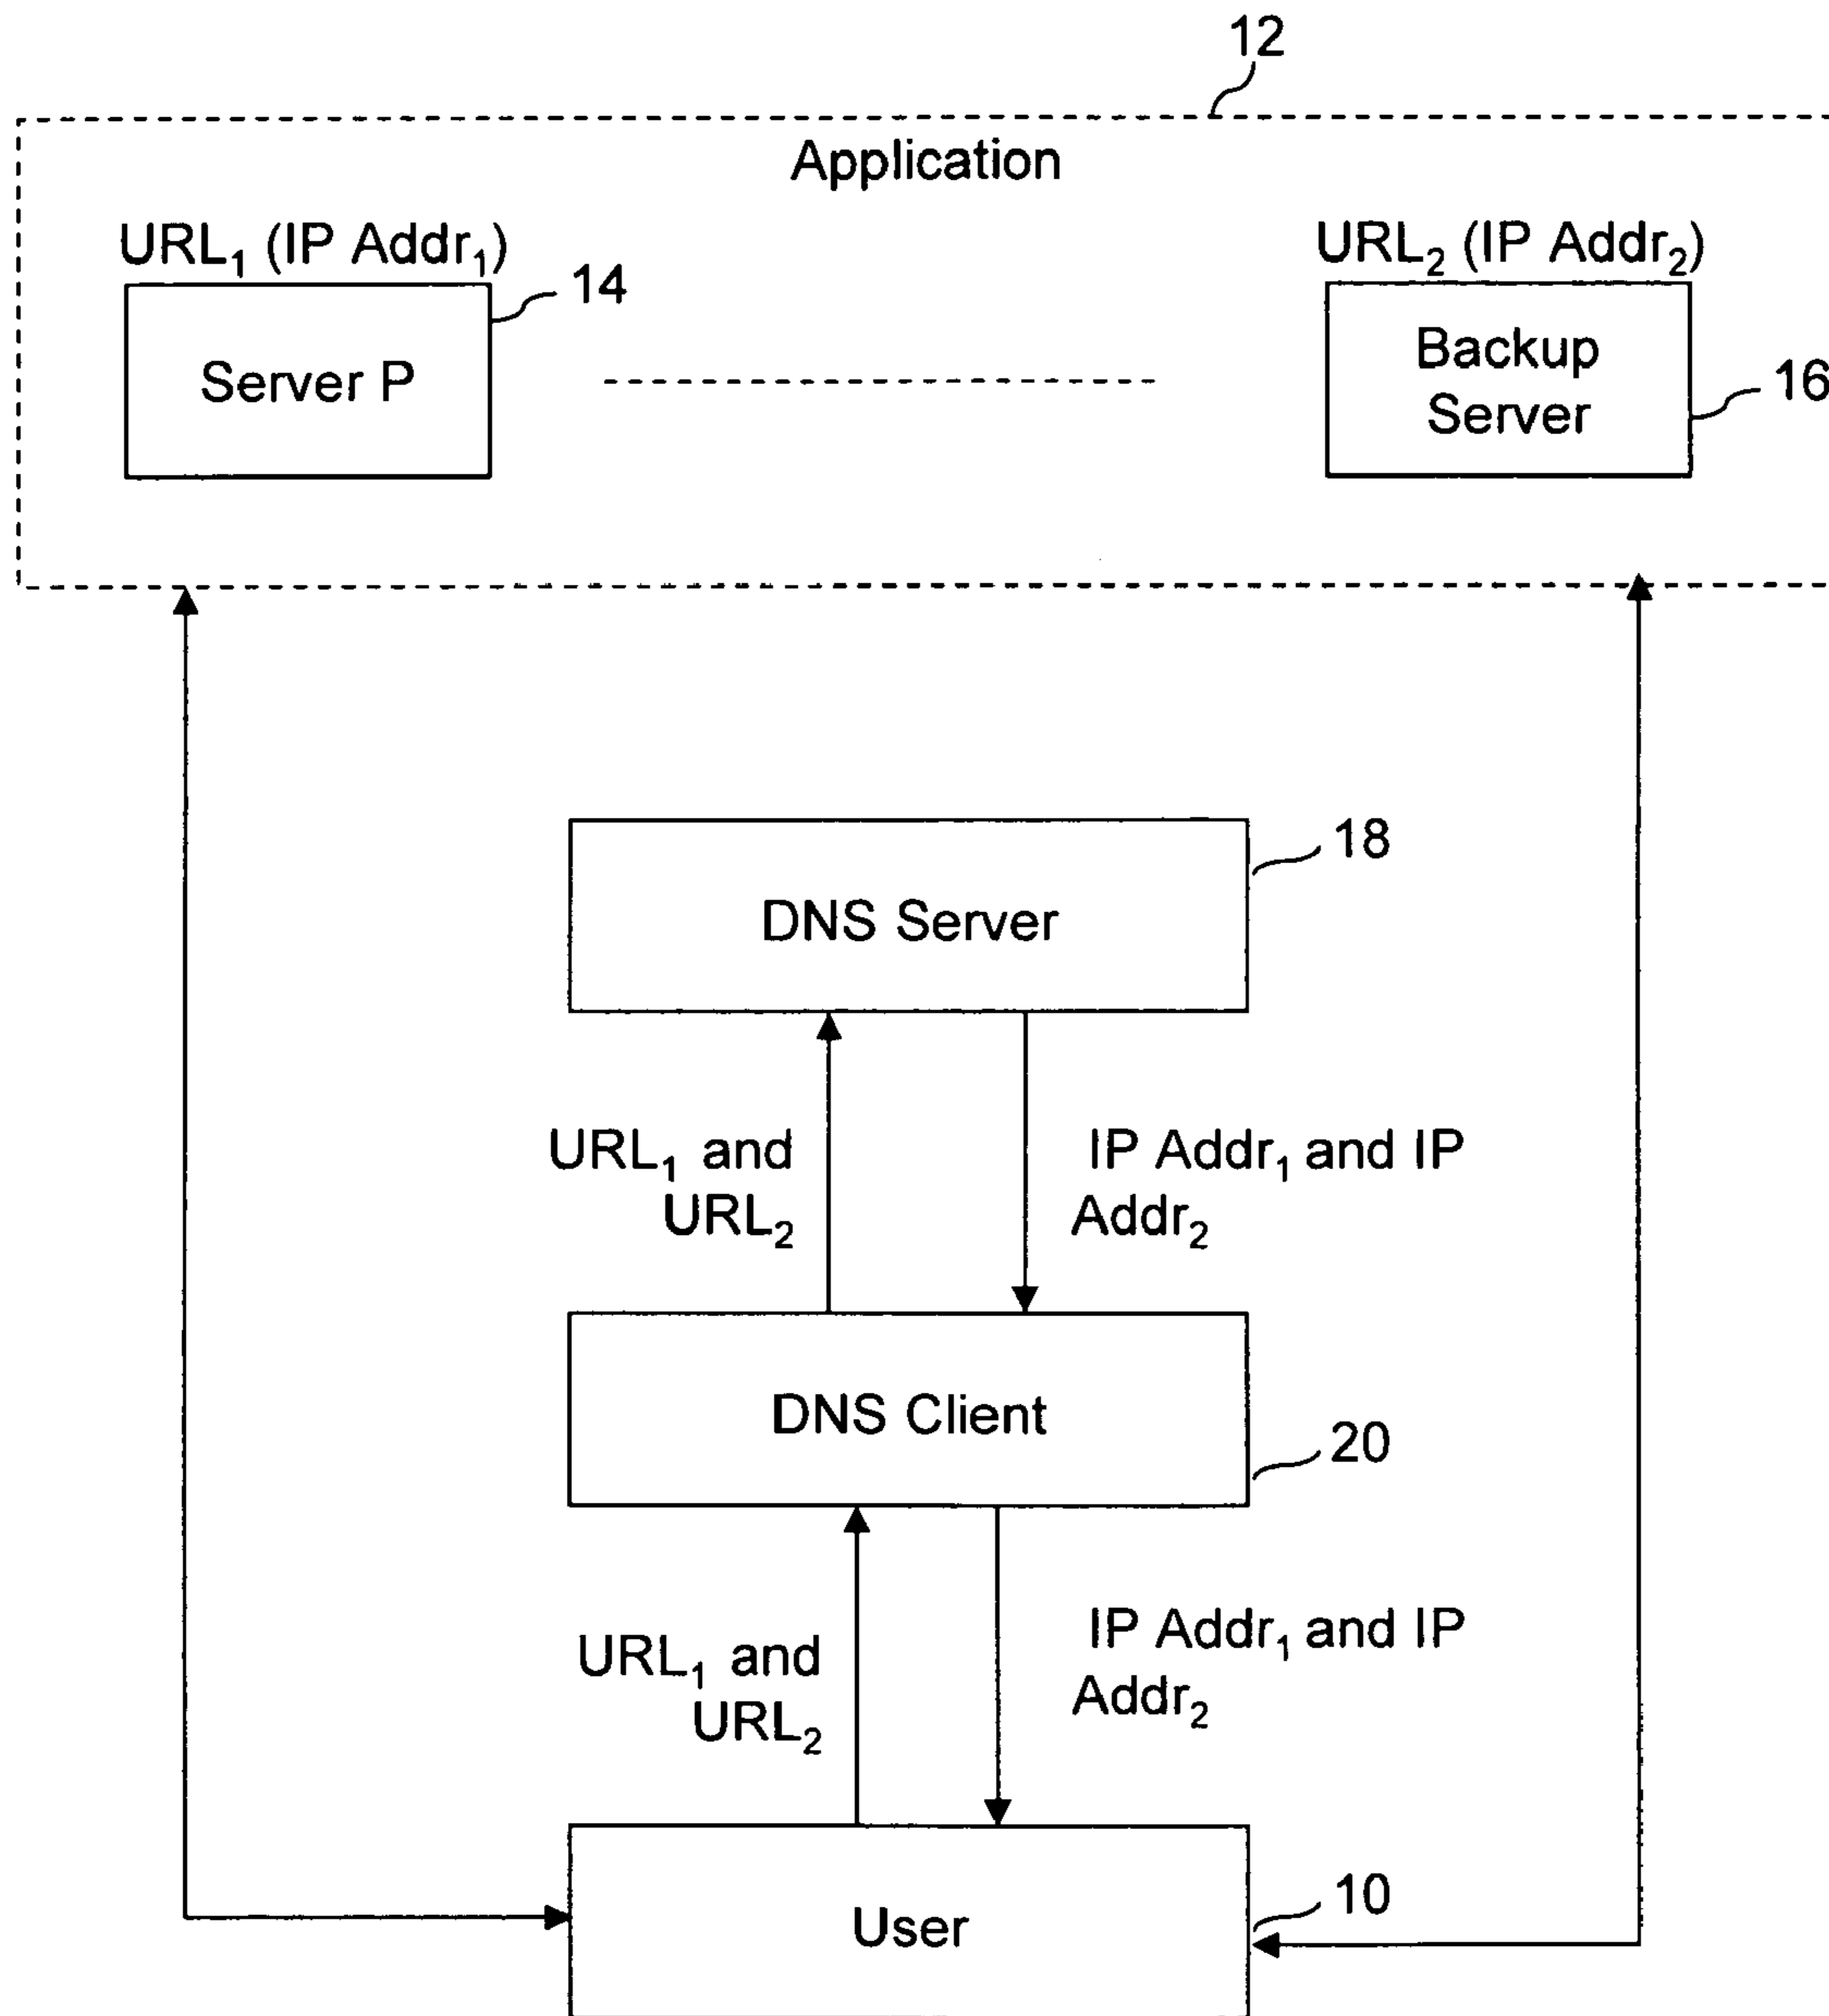 12
Application
URL₁ (IP Addr₁)
URL₂ (IP Addr₂)
14
Server P
Backup
Server
16
18
DNS Server
URL₁ and
URL₂
IP Addr₁ and IP
Addr₂
DNS Client
20
URL₁ and
URL₂
IP Addr₁ and IP
Addr₂
10
User